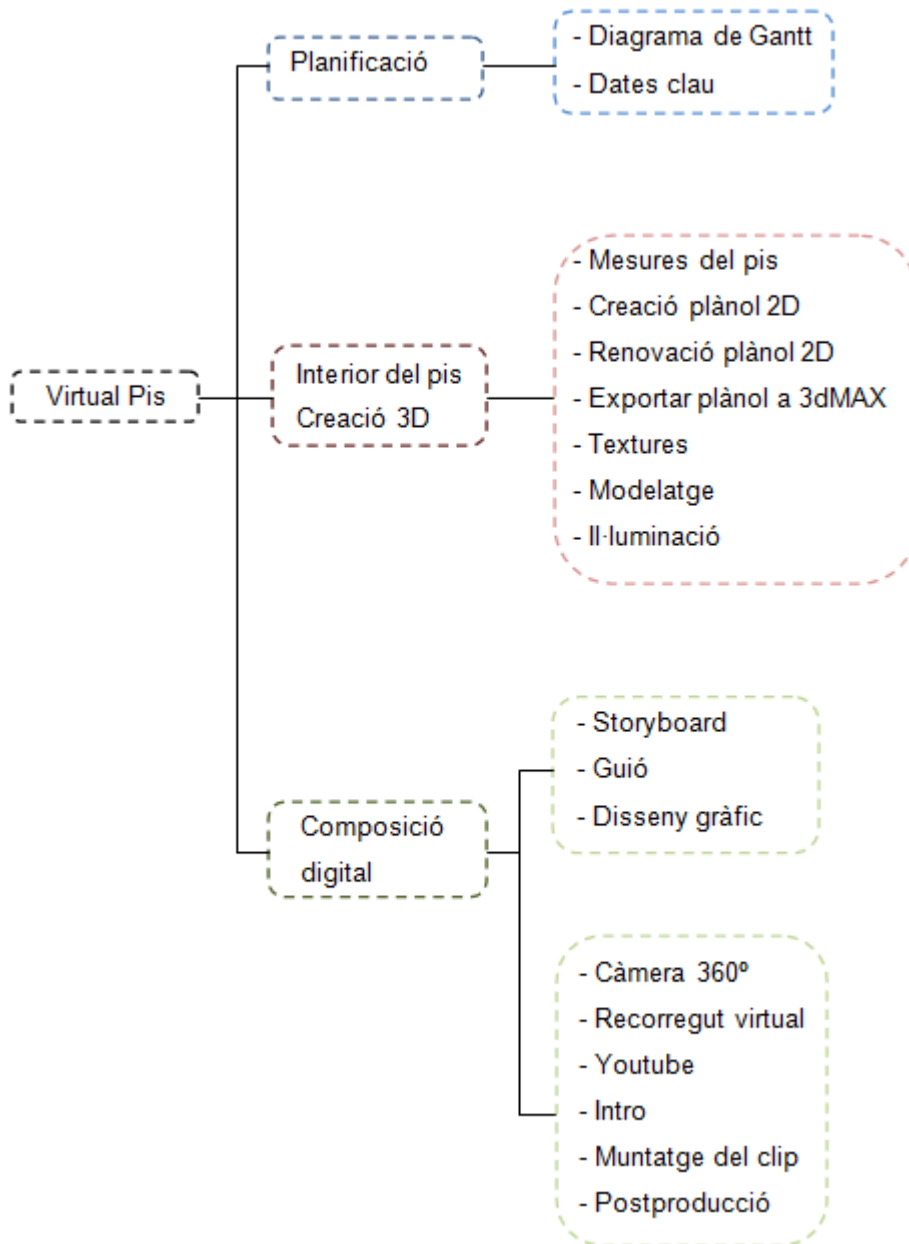 Planificació
- Diagrama de Gantt
- Dates clau
Virtual Pis
Interior del pis
Creació 3D
- Mesures del pis
- Creació plànol 2D
- Renovació plànol 2D
- Exportar plànol a 3dMAX
- Textures
- Modelatge
- Il·luminació
Composició
digital
- Storyboard
- Guió
- Disseny gràfic
- Càmera 360º
- Recorregut virtual
- Youtube
- Intro
- Muntatge del clip
- Postproducció